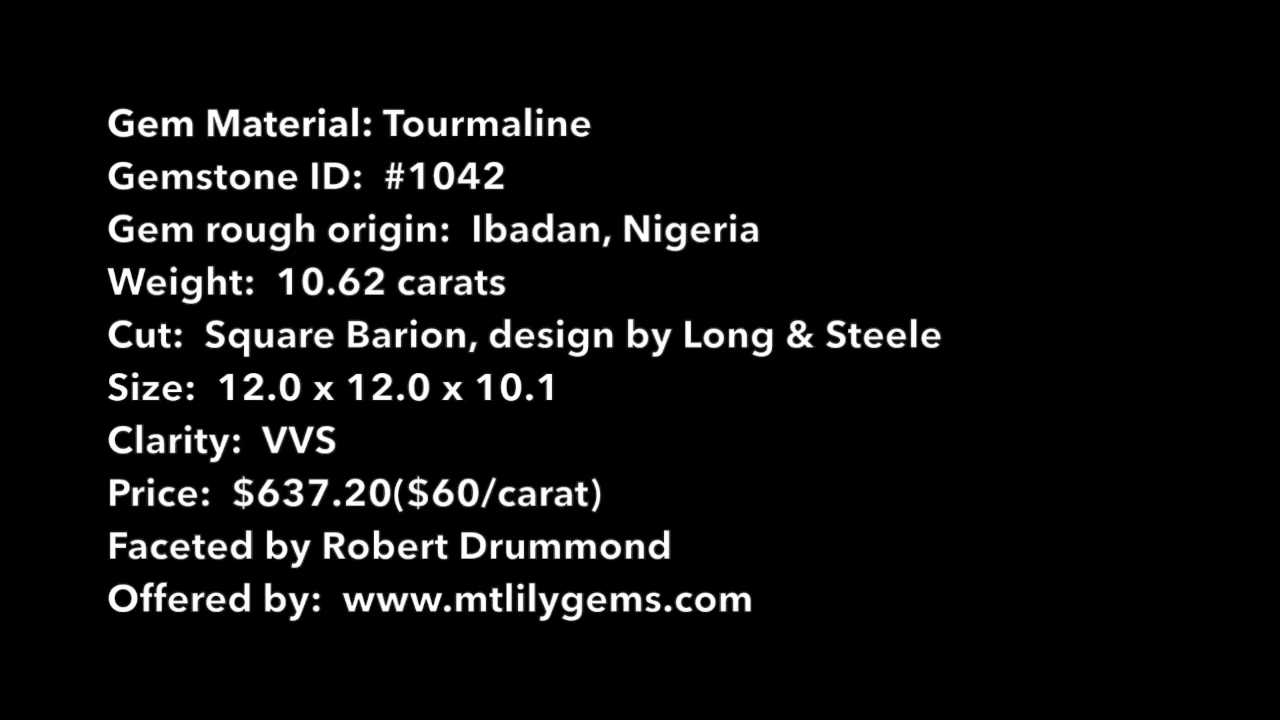 Gem Material: Tourmaline
Gemstone ID:  #1042
Gem rough origin:  Ibadan, Nigeria
Weight:  10.62 carats
Cut:  Square Barion, design by Long & Steele
Size:  12.0 x 12.0 x 10.1
Clarity:  VVS
Price:  $637.20($60/carat)
Faceted by Robert Drummond
Offered by:  www.mtlilygems.com